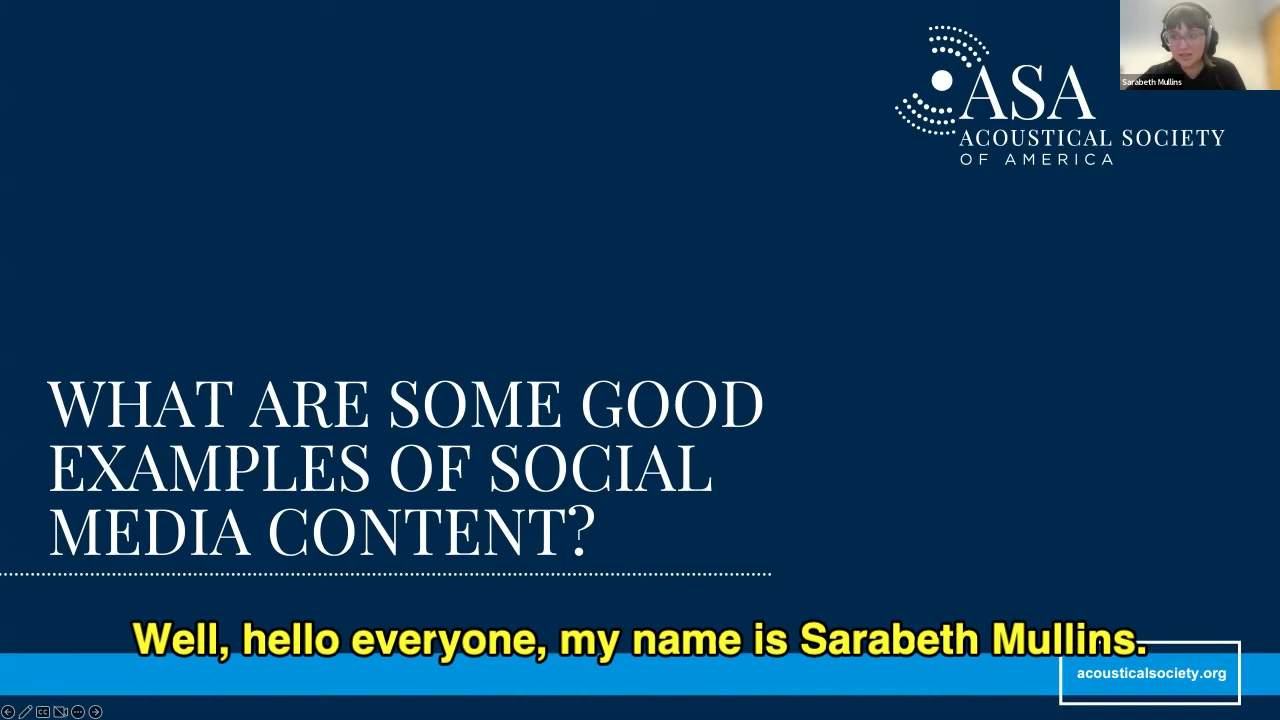 ASA
ACOUSTICAL SOCIETY
OF AMERICA
Sarabeth Mullins
WHAT ARE SOME GOOD
EXAMPLES OF SOCIAL
MEDIA CONTENT?
Well, hello everyone, my name is Sarabeth Mullins.
acousticalsociety.org
CC